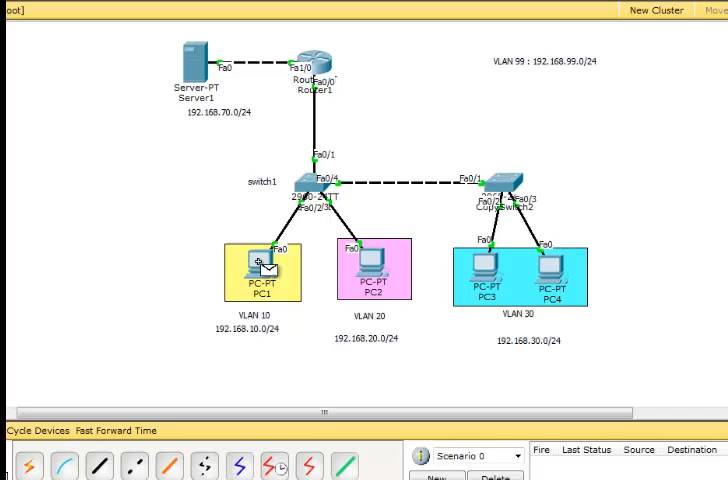 oot]
New Cluster
Move
VLAN 99 : 192.168.99.0/24
Fa0
Fa1/0
Fa0/0
Router1
Server-PT
Server1
192.168.70.0/24
Fa0/1
switch1
Fa0/4
Fa0/1
Fa0/3
Fa0
Fa0
Fa0
Fa0
PC-PT
PC1
PC-PT
PC2
PC-PT
PC3
PC-PT
PC4
VLAN 10
192.168.10.0/24
VLAN 20
192.168.20.0/24
VLAN 30
192.168.30.0/24
Cycle Devices Fast Forward Time
Scenario 0
New
Delete
Fire
Last Status
Source
Destination